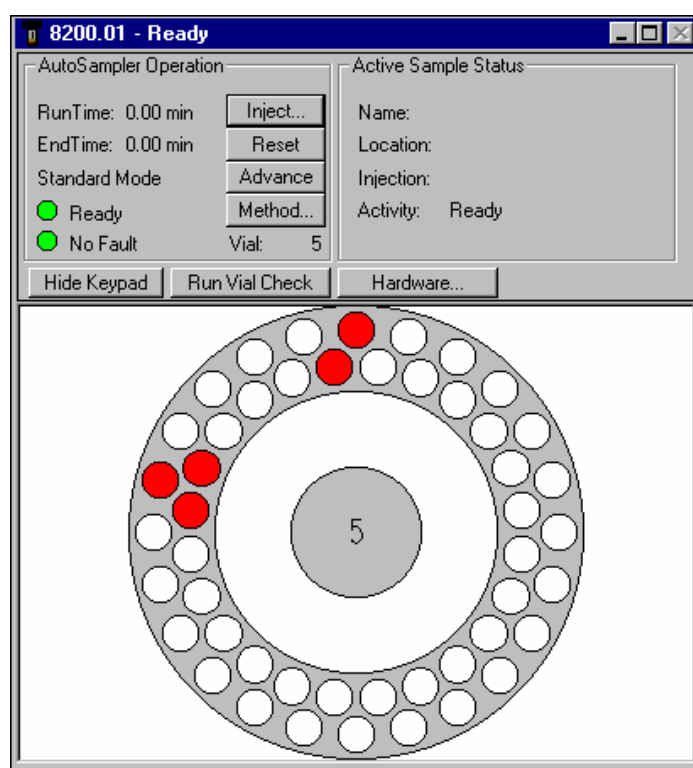 8200.01 - Ready
AutoSampler Operation
RunTime: 0.00 min Inject...
EndTime: 0.00 min Reset
Standard Mode Advance
Ready Method...
No Fault Vial: 5
Active Sample Status
Name:
Location:
Injection:
Activity: Ready
Hide Keypad Run Vial Check Hardware...
5